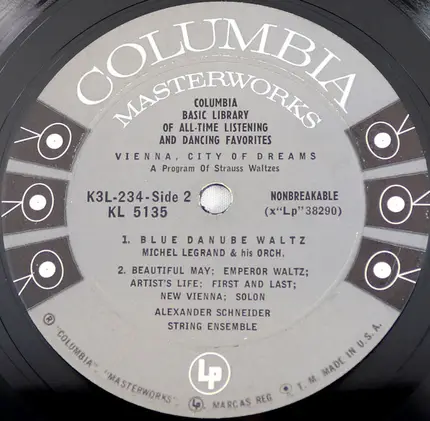 COLUMBIA
MASTERWORKS
COLUMBIA
BASIC LIBRARY
OF ALL-TIME LISTENING
AND DANCING FAVORITES
VIENNA, CITY OF DREAMS
A Program Of Strauss Waltzes
K3L-234-Side 2 NONBREAKABLE
KL 5135 (x"Lp"38290)
1. BLUE DANUBE WALTZ
MICHEL LEGRAND & his ORCH.
2. BEAUTIFUL MAY; EMPEROR WALTZ;
ARTIST'S LIFE; FIRST AND LAST;
NEW VIENNA; SOLON
ALEXANDER SCHNEIDER
STRING ENSEMBLE
Lp
® "COLUMBIA", "MASTERWORKS", Lp MARCAS REG. T. M. MADE IN U.S.A.